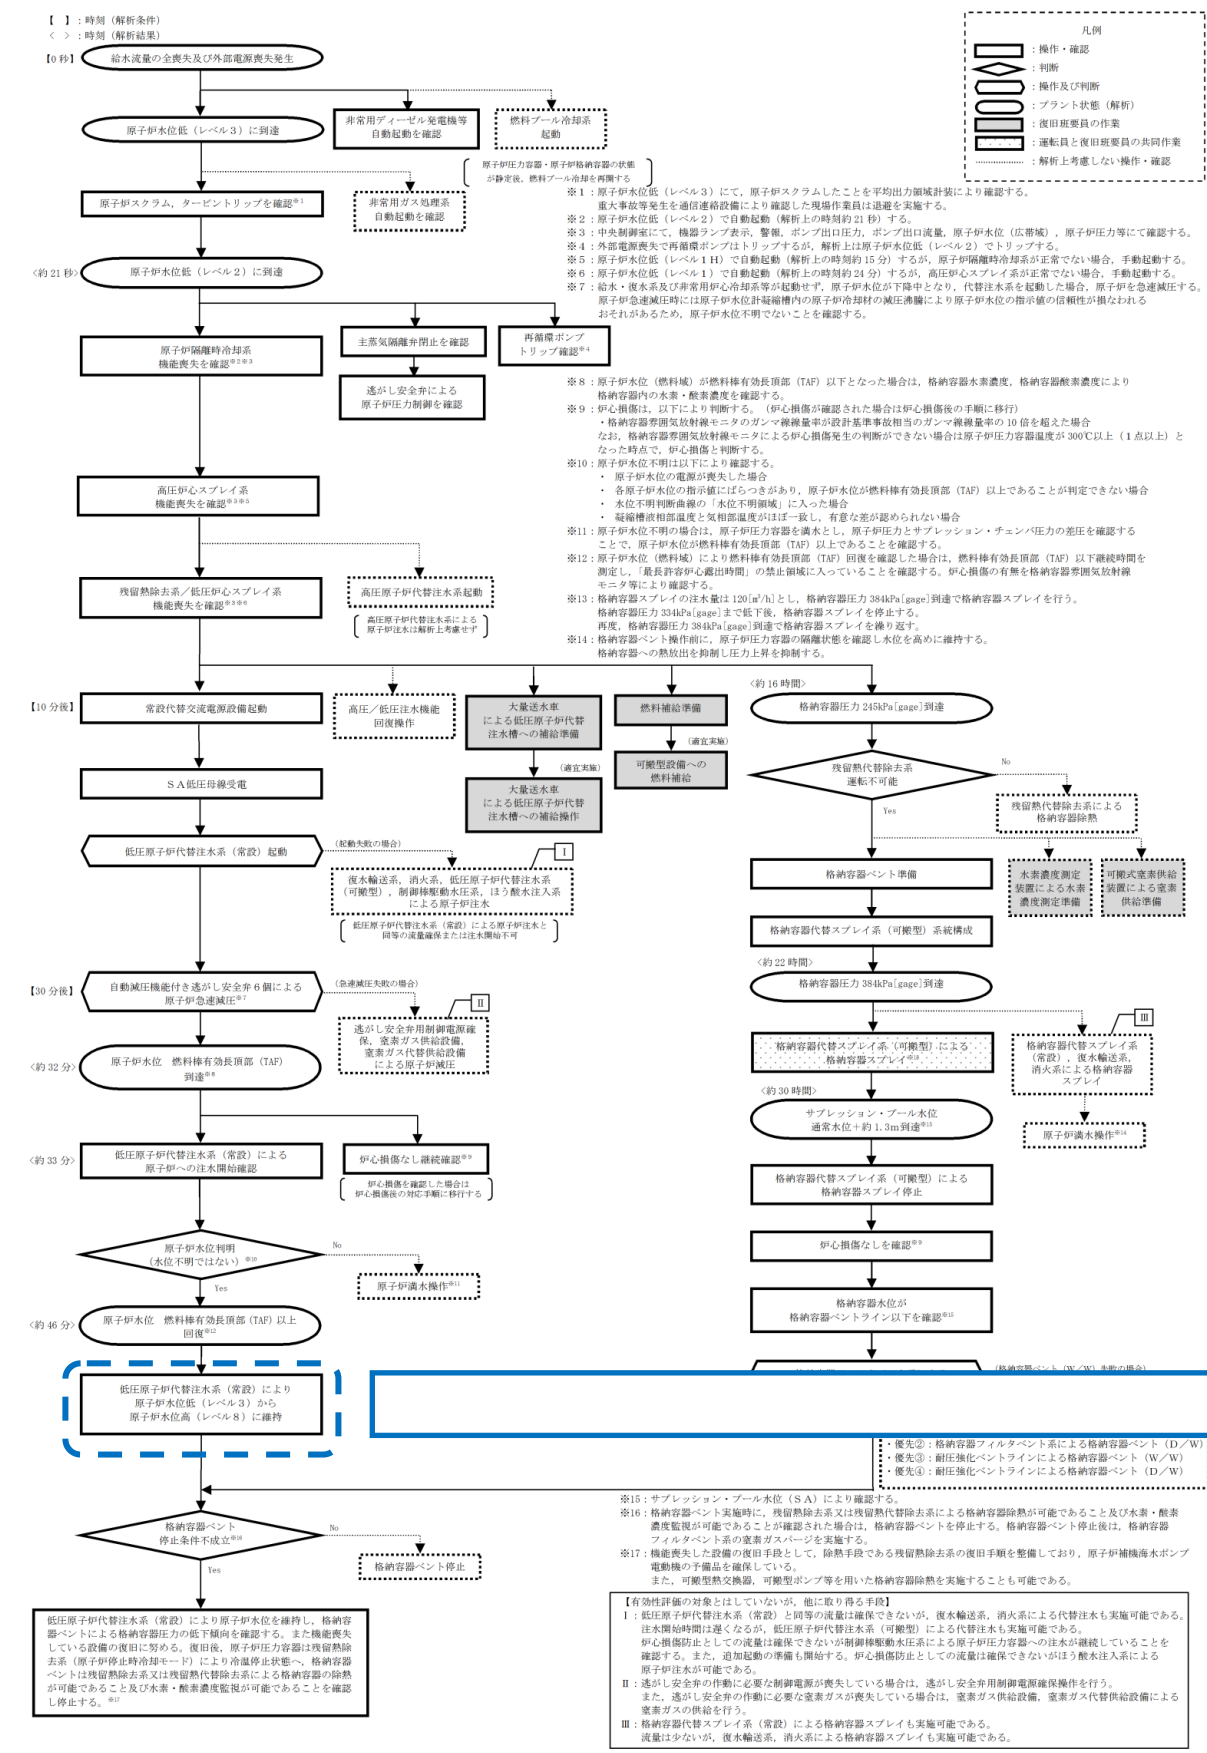 【　】：時刻（解析条件）
〈　〉：時刻（解析結果）
凡例
：操作・確認
：判断
：操作及び判断
：プラント状態（解析）
：復旧班要員の作業
：運転員と復旧班要員の共同作業
：解析上考慮しない操作・確認
【0秒】
給水流量の全喪失及び外部電源喪失発生
原子炉水位低（レベル３）に到達
非常用ディーゼル発電機等
自動起動を確認
燃料プール冷却系
起動
原子炉圧力容器・原子炉格納容器の状態
が静定後，燃料プール冷却を再開する
原子炉スクラム，タービントリップを確認※１
非常用ガス処理系
自動起動を確認
※１：原子炉水位低（レベル３）にて，原子炉スクラムしたことを平均出力領域計装により確認する。
重大事故等発生を通信連絡設備により確認した現場作業員は退避を実施する。
※２：原子炉水位低（レベル２）で自動起動（解析上の時刻約21秒）する。
※３：中央制御室にて，機器ランプ表示，警報，ポンプ出口圧力，ポンプ出口流量，原子炉水位（広帯域），原子炉圧力等にて確認する。
※４：外部電源喪失で再循環ポンプはトリップするが，解析上は原子炉水位低（レベル２）でトリップする。
※５：原子炉水位低（レベル１Ｈ）で自動起動（解析上の時刻約15分）するが，原子炉隔離時冷却系が正常でない場合，手動起動する。
※６：原子炉水位低（レベル１）で自動起動（解析上の時刻約24分）するが，高圧炉心スプレイ系が正常でない場合，手動起動する。
※７：給水・復水系及び非常用炉心冷却系等が起動せず，原子炉水位が下降中となり，代替注水系を起動した場合，原子炉を急速減圧する。
原子炉急速減圧時には原子炉水位計凝縮槽内の原子炉冷却材の減圧沸騰により原子炉水位の指示値の信頼性が損なわれる
おそれがあるため，原子炉水位不明でないことを確認する。
〈約21秒〉
原子炉水位低（レベル２）に到達
原子炉隔離時冷却系
機能喪失を確認※２※３
主蒸気隔離弁閉止を確認
再循環ポンプ
トリップ確認※４
逃がし安全弁による
原子炉圧力制御を確認
※８：原子炉水位（燃料域）が燃料棒有効長頂部（TAF）以下となった場合は，格納容器水素濃度，格納容器酸素濃度により
格納容器内の水素・酸素濃度を確認する。
※９：炉心損傷は，以下により判断する。（炉心損傷が確認された場合は炉心損傷後の手順に移行）
・格納容器雰囲気放射線モニタのガンマ線線量率が設計基準事故相当のガンマ線線量率の10倍を超えた場合
なお，格納容器雰囲気放射線モニタによる炉心損傷発生の判断ができない場合は原子炉圧力容器温度が300℃以上（１点以上）と
なった時点で，炉心損傷と判断する。
※10：原子炉水位不明は以下により確認する。
・　原子炉水位の電源が喪失した場合
・　各原子炉水位の指示値にばらつきがあり，原子炉水位が燃料棒有効長頂部（TAF）以上であることが判定できない場合
・　水位不明判断曲線の「水位不明領域」に入った場合
・　凝縮槽液相部温度と気相部温度がほぼ一致し，有意な差が認められない場合
※11：原子炉水位不明の場合は，原子炉圧力容器を満水とし，原子炉圧力とサプレッション・チェンバ圧力の差圧を確認する
ことで，原子炉水位が燃料棒有効長頂部（TAF）以上であることを確認する。
※12：原子炉水位（燃料域）により燃料棒有効長頂部（TAF）回復を確認した場合は，燃料棒有効長頂部（TAF）以下継続時間を
測定し，「最長許容炉心露出時間」の禁止領域に入っていることを確認する。炉心損傷の有無を格納容器雰囲気放射線
モニタ等により確認する。
※13：格納容器スプレイの注水量は120[m³/h]とし，格納容器圧力384kPa[gage]到達で格納容器スプレイを行う。
格納容器圧力334kPa[gage]まで低下後，格納容器スプレイを停止する。
再度，格納容器圧力384kPa[gage]到達で格納容器スプレイを繰り返す。
※14：格納容器ベント操作前に，原子炉圧力容器の隔離状態を確認し水位を高めに維持する。
格納容器への熱放出を抑制し圧力上昇を抑制する。
高圧炉心スプレイ系
機能喪失を確認※３※５
残留熱除去系／低圧炉心スプレイ系
機能喪失を確認※３※６
高圧原子炉代替注水系起動
高圧原子炉代替注水系による
原子炉注水は解析上考慮せず
【10分後】
常設代替交流電源設備起動
高圧／低圧注水機能
回復操作
大量送水車
による低圧原子炉代替
注水槽への補給準備
（適宜実施）
大量送水車
による低圧原子炉代替
注水槽への補給操作
燃料補給準備
（適宜実施）
可搬型設備への
燃料補給
〈約16時間〉
格納容器圧力245kPa[gage]到達
残留熱代替除去系
運転不可能
No
Yes
残留熱代替除去系による
格納容器除熱
ＳＡ低圧母線受電
低圧原子炉代替注水系（常設）起動
（起動失敗の場合）
Ⅰ
復水輸送系，消火系，低圧原子炉代替注水系
（可搬型），制御棒駆動水圧系，ほう酸水注入系
による原子炉注水
低圧原子炉代替注水系（常設）による原子炉注水と
同等の流量確保または注水開始不可
格納容器ベント準備
水素濃度測定
装置による水素
濃度測定準備
可搬式窒素供給
装置による窒素
供給準備
格納容器代替スプレイ系（可搬型）系統構成
〈約22時間〉
格納容器圧力384kPa[gage]到達
【30分後】
自動減圧機能付き逃がし安全弁６個による
原子炉急速減圧※７
（急速減圧失敗の場合）
Ⅱ
逃がし安全弁用制御電源確
保，窒素ガス供給設備，
窒素ガス代替供給設備
による原子炉減圧
Ⅲ
格納容器代替スプレイ系（可搬型）による
格納容器スプレイ※13
格納容器代替スプレイ系
（常設），復水輸送系，
消火系による格納容器
スプレイ
原子炉満水操作※14
〈約32分〉
原子炉水位　燃料棒有効長頂部（TAF）
到達※８
〈約30時間〉
サプレッション・プール水位
通常水位＋約1.3m到達※15
〈約33分〉
低圧原子炉代替注水系（常設）による
原子炉への注水開始確認
炉心損傷なし継続確認※９
炉心損傷を確認した場合は
炉心損傷後の対応手順に移行する
格納容器代替スプレイ系（可搬型）による
格納容器スプレイ停止
炉心損傷なしを確認※９
原子炉水位判明
（水位不明ではない）※10
No
Yes
原子炉満水操作※11
格納容器水位が
格納容器ベントライン以下を確認※15
〈約46分〉
原子炉水位　燃料棒有効長頂部（TAF）以上
回復※12
（格納容器ベント（Ｗ／Ｗ）失敗の場合）
低圧原子炉代替注水系（常設）により
原子炉水位低（レベル３）から
原子炉水位高（レベル８）に維持
・優先②：格納容器フィルタベント系による格納容器ベント（Ｄ／Ｗ）
・優先③：耐圧強化ベントラインによる格納容器ベント（Ｗ／Ｗ）
・優先④：耐圧強化ベントラインによる格納容器ベント（Ｄ／Ｗ）
格納容器ベント
停止条件不成立※16
No
Yes
格納容器ベント停止
※15：サプレッション・プール水位（ＳＡ）により確認する。
※16：格納容器ベント実施時に，残留熱除去系又は残留熱代替除去系による格納容器除熱が可能であること及び水素・酸素
濃度監視が可能であることが確認された場合は，格納容器ベントを停止する。格納容器ベント停止後は，格納容器
フィルタベント系の窒素ガスパージを実施する。
※17：機能喪失した設備の復旧手段として，除熱手段である残留熱除去系の復旧手順を整備しており，原子炉補機海水ポンプ
電動機の予備品を確保している。
また，可搬型熱交換器，可搬型ポンプ等を用いた格納容器除熱を実施することも可能である。
低圧原子炉代替注水系（常設）により原子炉水位を維持し，格納容
器ベントによる格納容器圧力の低下傾向を確認する。また機能喪失
している設備の復旧に努める。復旧後，原子炉圧力容器は残留熱除
去系（原子炉停止時冷却モード）により冷温停止状態へ，格納容器
ベントは残留熱除去系又は残留熱代替除去系による格納容器の除熱
が可能であること及び水素・酸素濃度監視が可能であることを確認
し停止する。※17
【有効性評価の対象とはしていないが，他に取り得る手段】
Ⅰ：低圧原子炉代替注水系（常設）と同等の流量は確保できないが，復水輸送系，消火系による代替注水も実施可能である。
注水開始時間は遅くなるが，低圧原子炉代替注水系（可搬型）による代替注水も実施可能である。
炉心損傷防止としての流量は確保できないが制御棒駆動水圧系による原子炉圧力容器への注水が継続していることを
確認する。また，追加起動の準備も開始する。炉心損傷防止としての流量は確保できないがほう酸水注入系による
原子炉注水が可能である。
Ⅱ：逃がし安全弁の作動に必要な制御電源が喪失している場合は，逃がし安全弁用制御電源確保操作を行う。
また，逃がし安全弁の作動に必要な窒素ガスが喪失している場合は，窒素ガス供給設備，窒素ガス代替供給設備による
窒素ガスの供給を行う。
Ⅲ：格納容器代替スプレイ系（常設）による格納容器スプレイも実施可能である。
流量は少ないが，復水輸送系，消火系による格納容器スプレイも実施可能である。